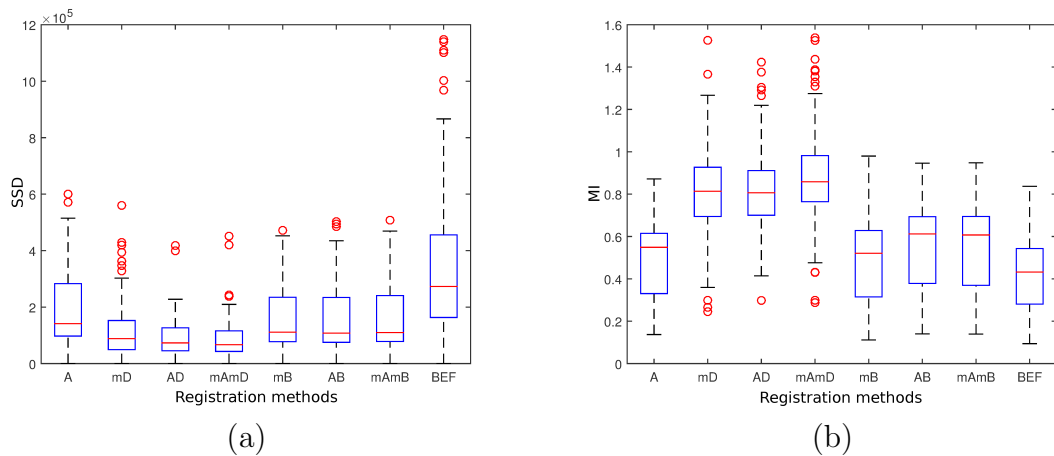 ×10⁵
12
10
8
6
4
2
0
SSD
A mD AD mAmD mB AB mAmB BEF
Registration methods
(a)
1.6
1.4
1.2
1
0.8
0.6
0.4
0.2
0
MI
A mD AD mAmD mB AB mAmB BEF
Registration methods
(b)